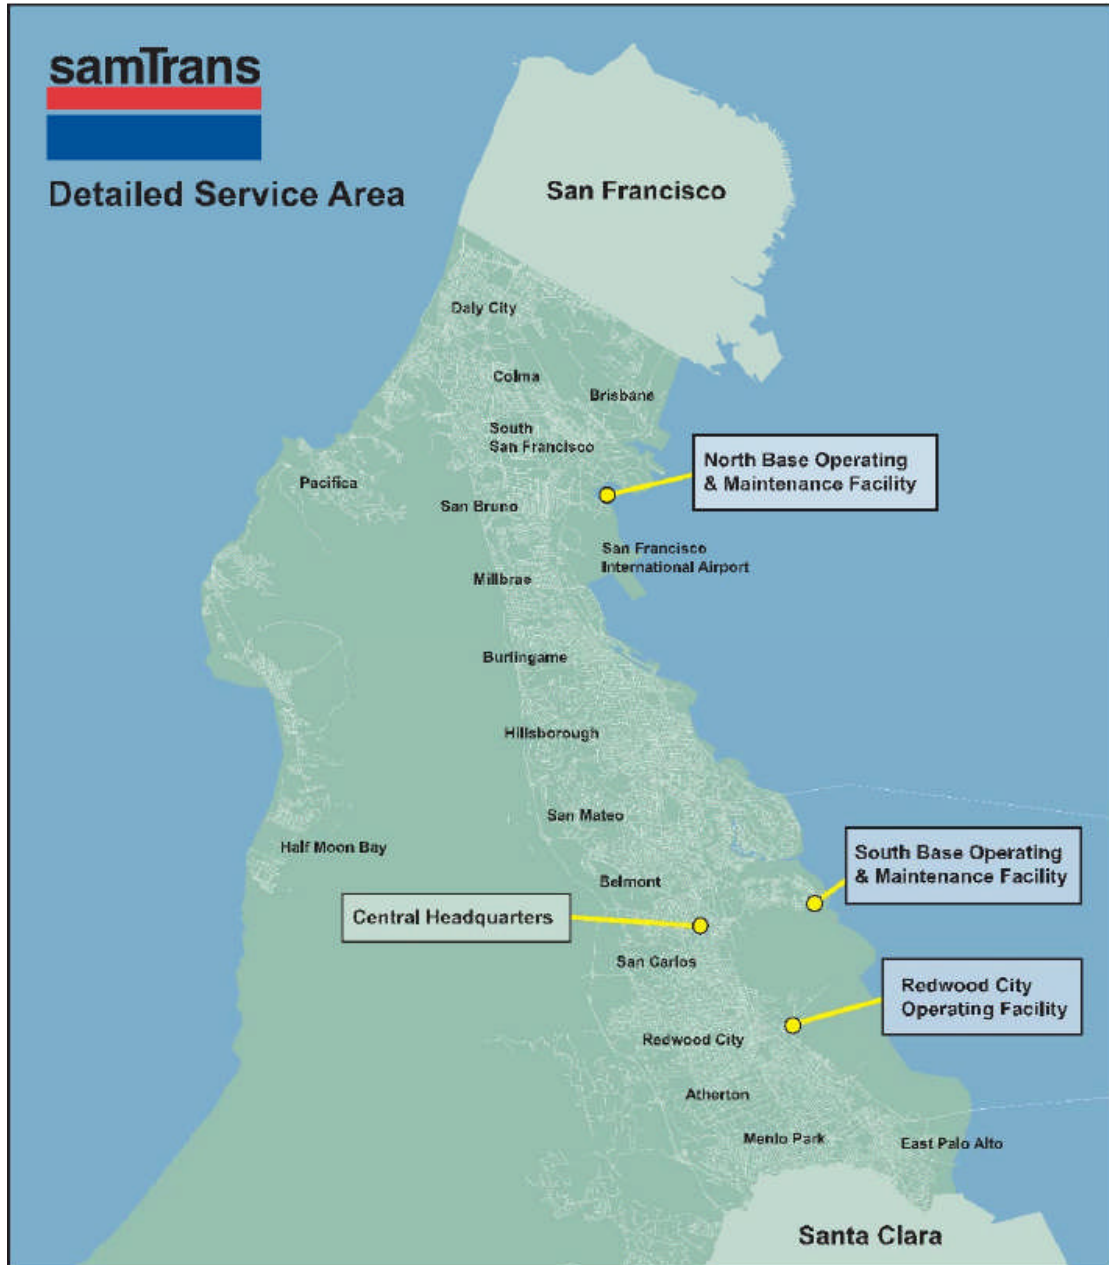 samTrans
Detailed Service Area
San Francisco
Daly City
Colma
Brisbane
South
San Francisco
North Base Operating
& Maintenance Facility
Pacifica
San Bruno
San Francisco
International Airport
Millbrae
Burlingame
Hillsborough
San Mateo
Half Moon Bay
South Base Operating
& Maintenance Facility
Belmont
Central Headquarters
San Carlos
Redwood City
Operating Facility
Redwood City
Atherton
Menlo Park
East Palo Alto
Santa Clara